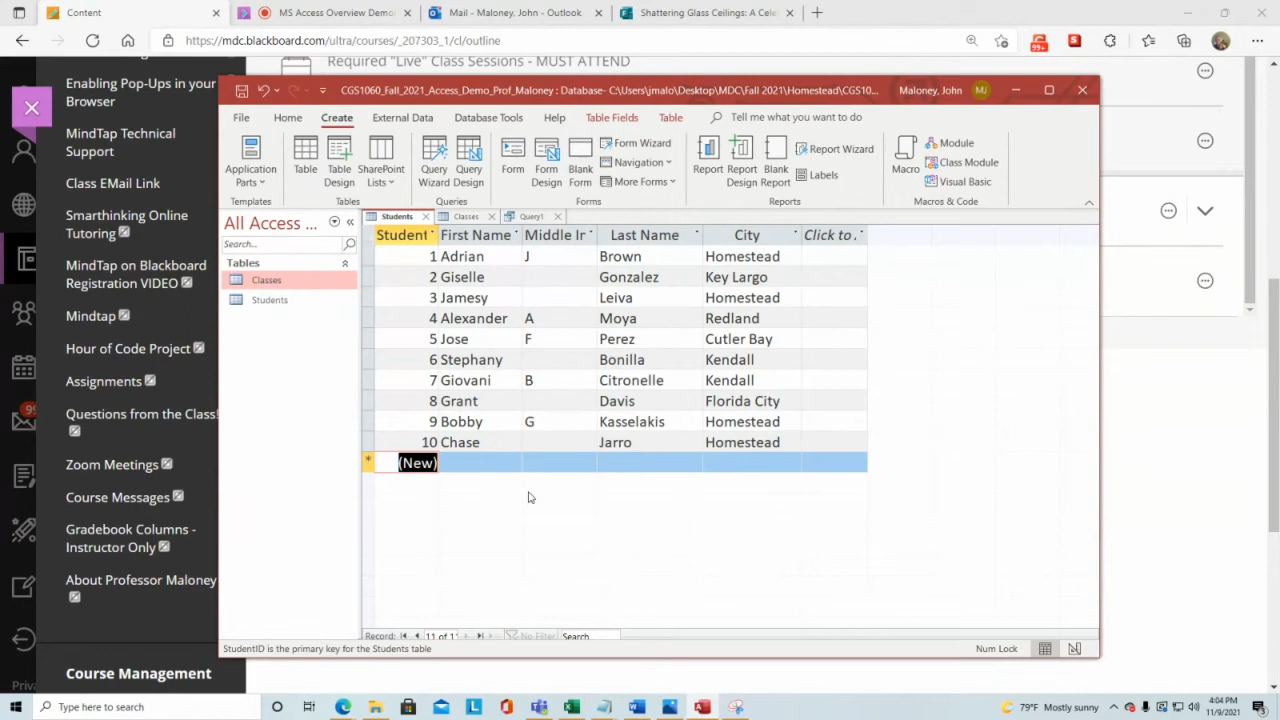 Content
MS Access Overview Demo
Mail - Maloney, John - Outlook
Shattering Glass Ceilings: A Cele
https://mdc.blackboard.com/ultra/courses/_207303_1/cl/outline
99+
Required "Live" Class Sessions - MUST ATTEND
Enabling Pop-Ups in your
Browser
MindTap Technical
Support
Class EMail Link
Smarthinking Online
Tutoring
MindTap on Blackboard
Registration VIDEO
Mindtap
Hour of Code Project
Assignments
Questions from the Class!
Zoom Meetings
Course Messages
Gradebook Columns -
Instructor Only
About Professor Maloney
Course Management
99
Priva
CGS1060_Fall_2021_Access_Demo_Prof_Maloney : Database- C:\Users\jmalo\Desktop\MDC\Fall 2021\Homestead\CGS10...
Maloney, John MJ
File Home Create External Data Database Tools Help Table Fields Table Tell me what you want to do
Application
Parts
Templates
Table
Table
Design
SharePoint
Lists
Tables
Query
Wizard
Query
Design
Queries
Form
Form
Design
Blank
Form
Form Wizard
Navigation
More Forms
Forms
Report
Report
Design
Blank
Report
Report Wizard
Labels
Reports
Macro
Module
Class Module
Visual Basic
Macros & Code
All Access ...
Search...
Tables
Classes
Students
Students Classes Query1
Student First Name Middle Ir Last Name City Click to
1 Adrian J Brown Homestead
2 Giselle Gonzalez Key Largo
3 Jamesy Leiva Homestead
4 Alexander A Moya Redland
5 Jose F Perez Cutler Bay
6 Stephany Bonilla Kendall
7 Giovani B Citronelle Kendall
8 Grant Davis Florida City
9 Bobby G Kasselakis Homestead
10 Chase Jarro Homestead
* (New)
Record: 11 of 11 No Filter Search
StudentID is the primary key for the Students table
Num Lock
Type here to search
79°F Mostly sunny
4:04 PM
11/9/2021